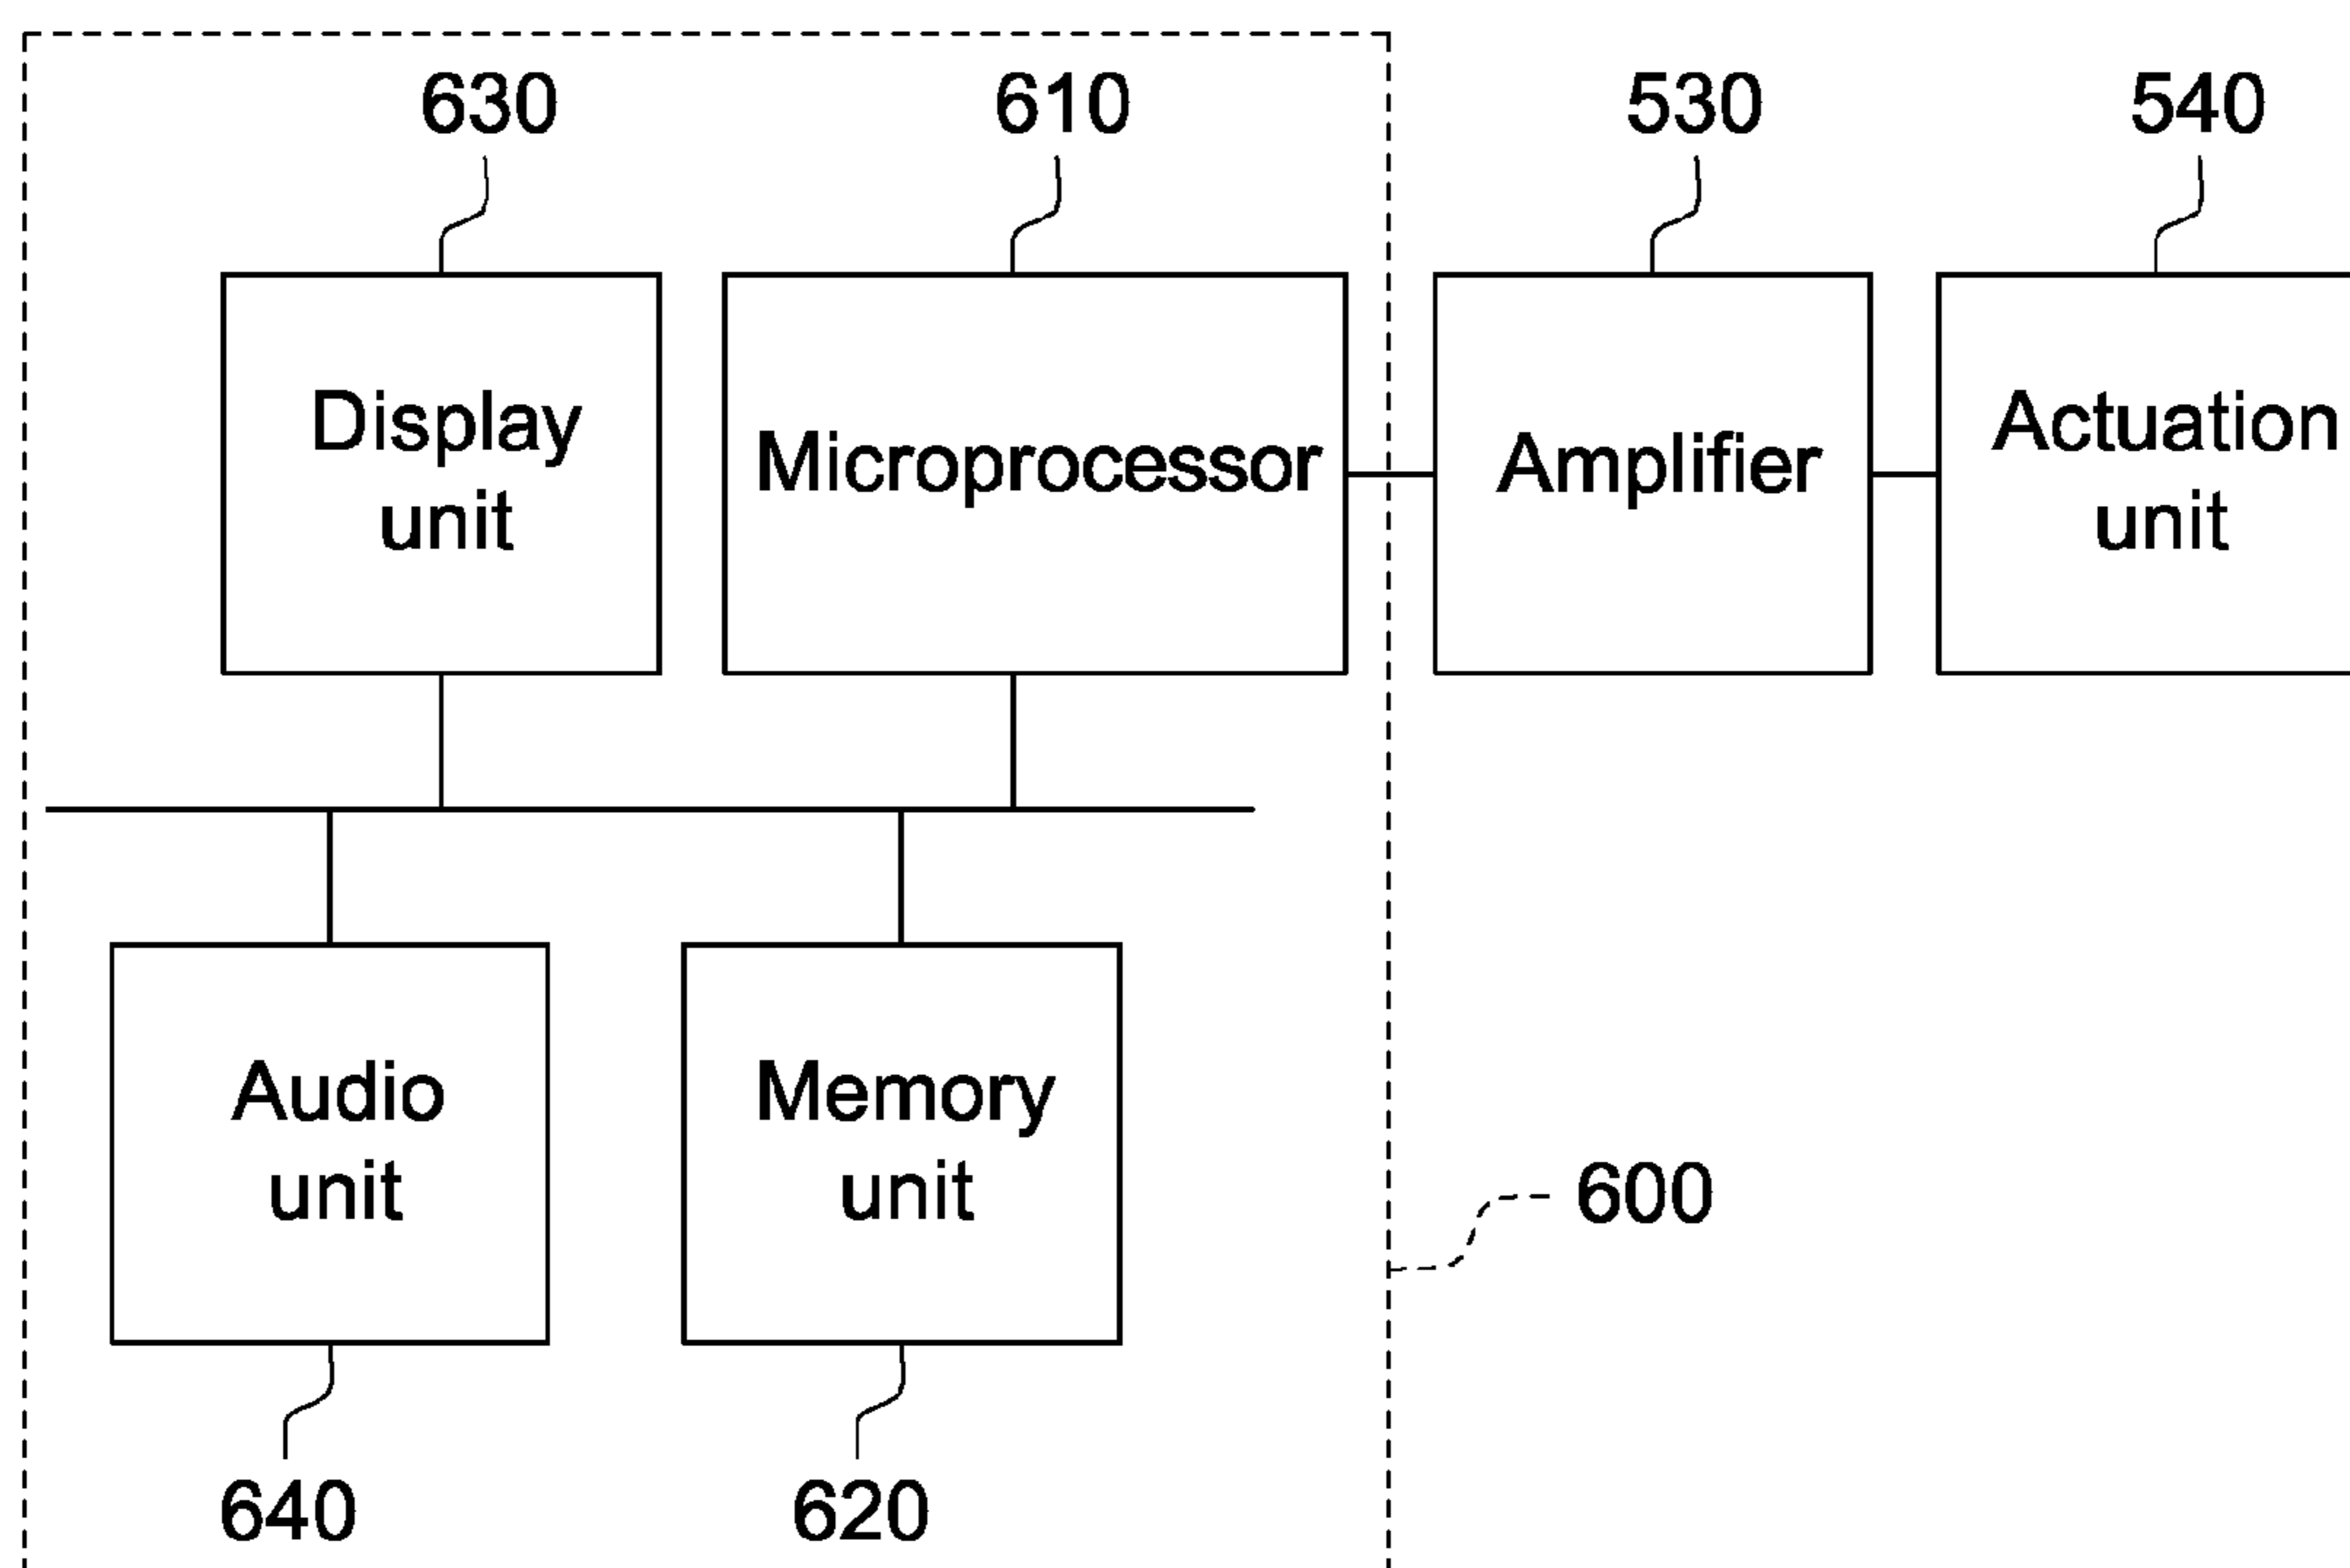 630
610
530
540
Display
unit
Microprocessor
Amplifier
Actuation
unit
Audio
unit
Memory
unit
600
640
620